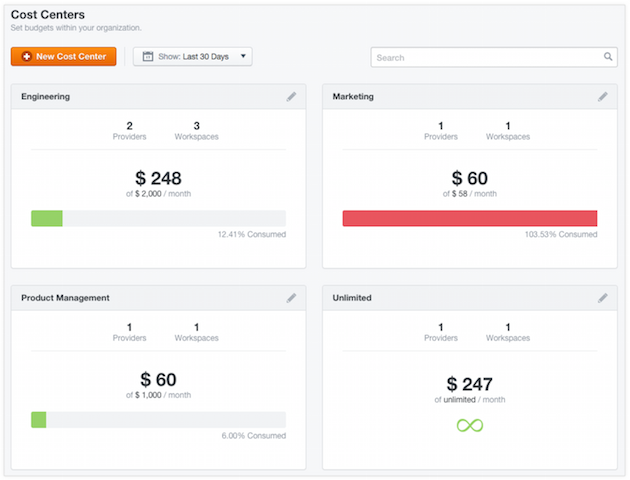 Cost Centers
Set budgets within your organization.
New Cost Center
Show: Last 30 Days
Search
Engineering
2 3
Providers Workspaces
$ 248
of $ 2,000 / month
12.41% Consumed
Marketing
1 1
Providers Workspaces
$ 60
of $ 58 / month
103.53% Consumed
Product Management
1 1
Providers Workspaces
$ 60
of $ 1,000 / month
6.00% Consumed
Unlimited
1 1
Providers Workspaces
$ 247
of unlimited / month